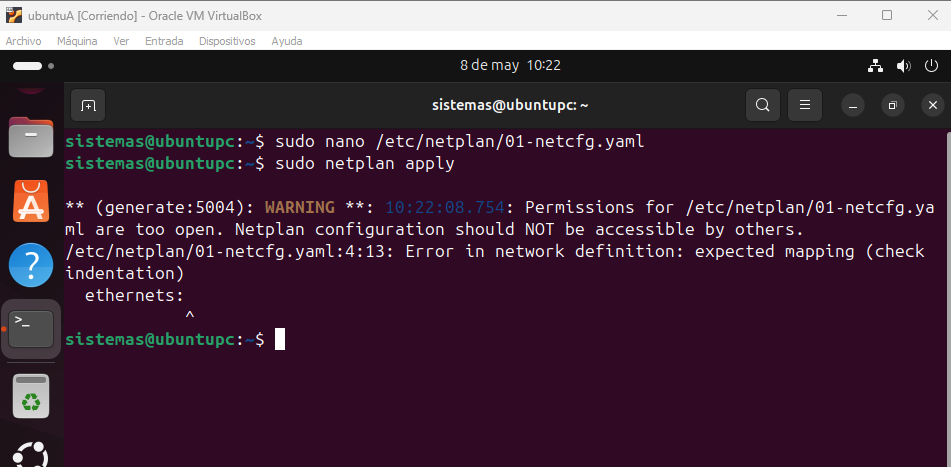 ubuntuA [Corriendo] - Oracle VM VirtualBox
Archivo Máquina Ver Entrada Dispositivos Ayuda
8 de may 10:22
sistemas@ubuntupc: ~
sistemas@ubuntupc:~$ sudo nano /etc/netplan/01-netcfg.yaml
sistemas@ubuntupc:~$ sudo netplan apply
** (generate:5004): WARNING **: 10:22:08.754: Permissions for /etc/netplan/01-netcfg.ya
ml are too open. Netplan configuration should NOT be accessible by others.
/etc/netplan/01-netcfg.yaml:4:13: Error in network definition: expected mapping (check
indentation)
  ethernets:
            ^
sistemas@ubuntupc:~$